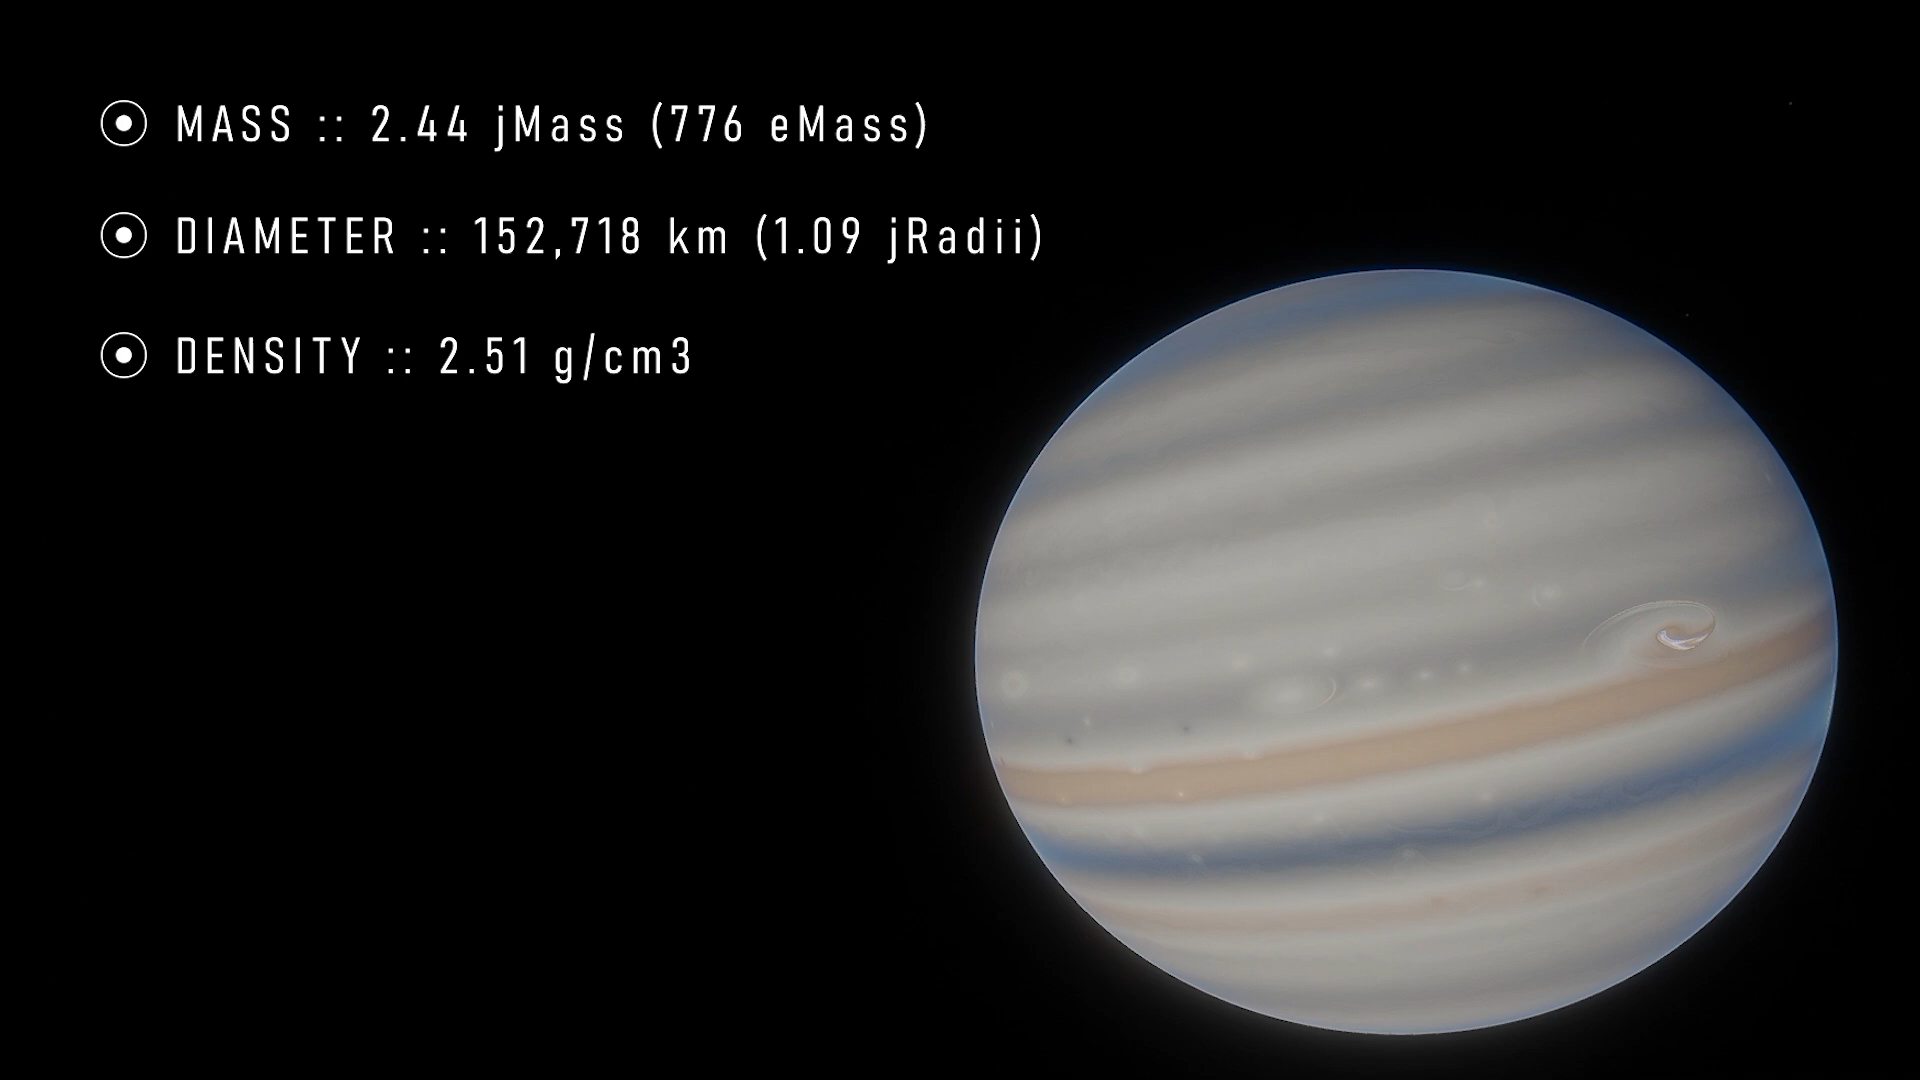 MASS :: 2.44 jMass (776 eMass)
DIAMETER :: 152,718 km (1.09 jRadii)
DENSITY :: 2.51 g/cm3